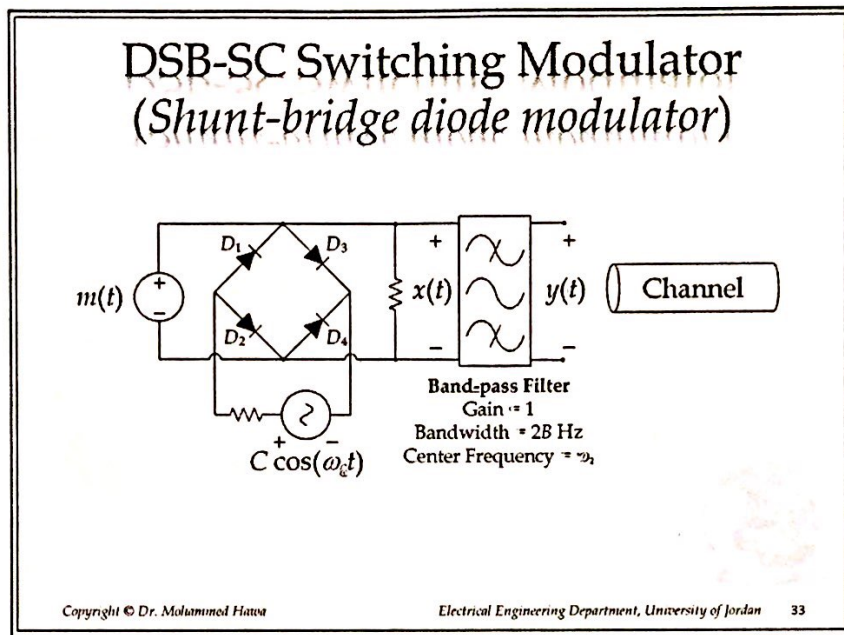 DSB-SC Switching Modulator
(Shunt-bridge diode modulator)
D₁
D₃
m(t)
+
−
D₂
D₄
+
x(t)
−
+
y(t)
−
Channel
+ −
C cos(ω꜀t)
Band-pass Filter
Gain = 1
Bandwidth = 2B Hz
Center Frequency =
Copyright © Dr. Mohammed Hawa
Electrical Engineering Department, University of Jordan 33